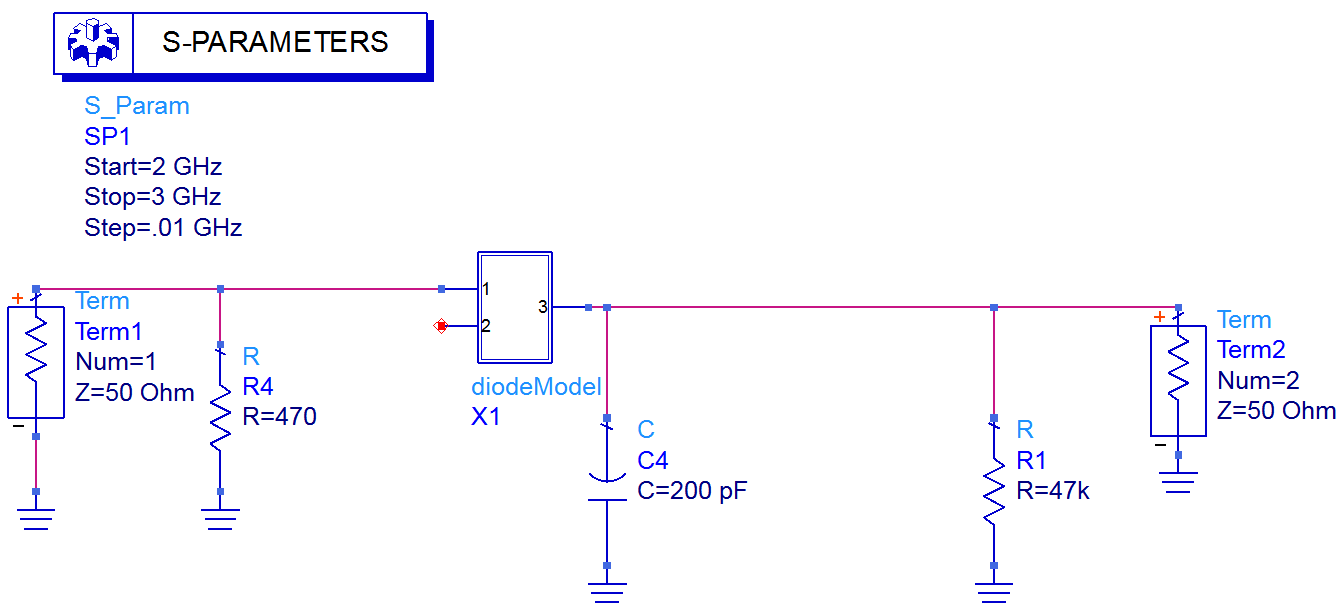 S-PARAMETERS
S_Param
SP1
Start=2 GHz
Stop=3 GHz
Step=.01 GHz
+
Term
Term1
Num=1
Z=50 Ohm
−
R
R4
R=470
1
2
3
diodeModel
X1
C
C4
C=200 pF
R
R1
R=47k
+
Term
Term2
Num=2
Z=50 Ohm
−